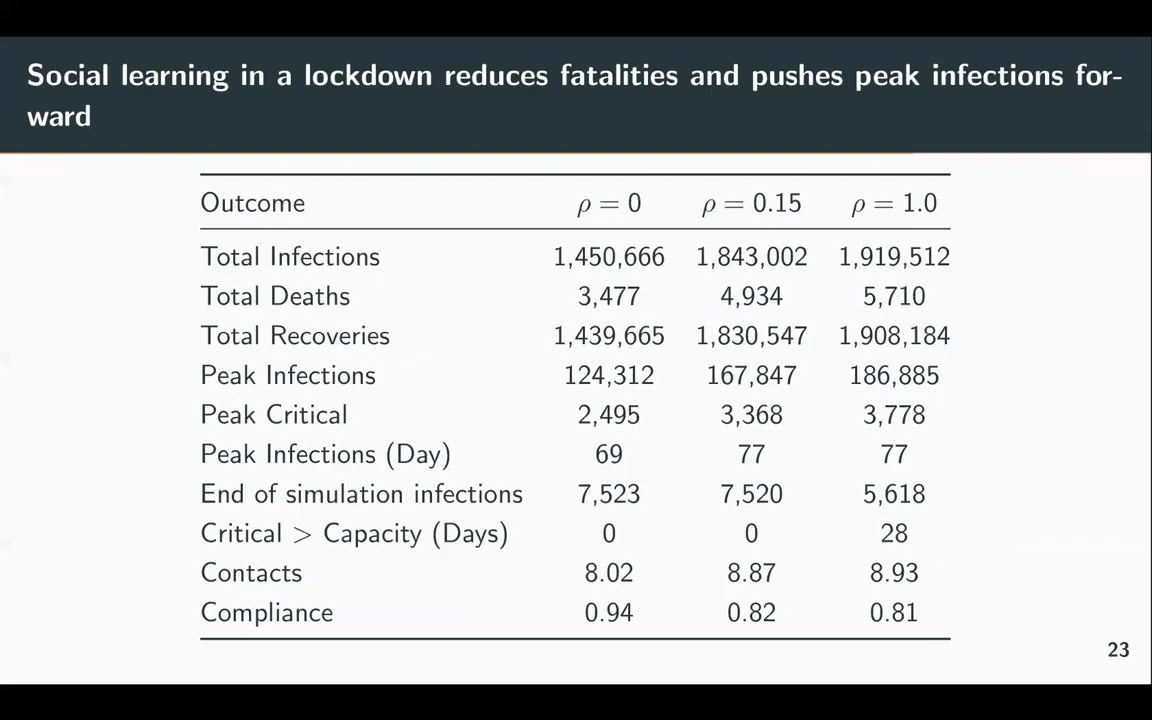 Social learning in a lockdown reduces fatalities and pushes peak infections for-
ward
Outcome ρ = 0 ρ = 0.15 ρ = 1.0
Total Infections 1,450,666 1,843,002 1,919,512
Total Deaths 3,477 4,934 5,710
Total Recoveries 1,439,665 1,830,547 1,908,184
Peak Infections 124,312 167,847 186,885
Peak Critical 2,495 3,368 3,778
Peak Infections (Day) 69 77 77
End of simulation infections 7,523 7,520 5,618
Critical > Capacity (Days) 0 0 28
Contacts 8.02 8.87 8.93
Compliance 0.94 0.82 0.81
23